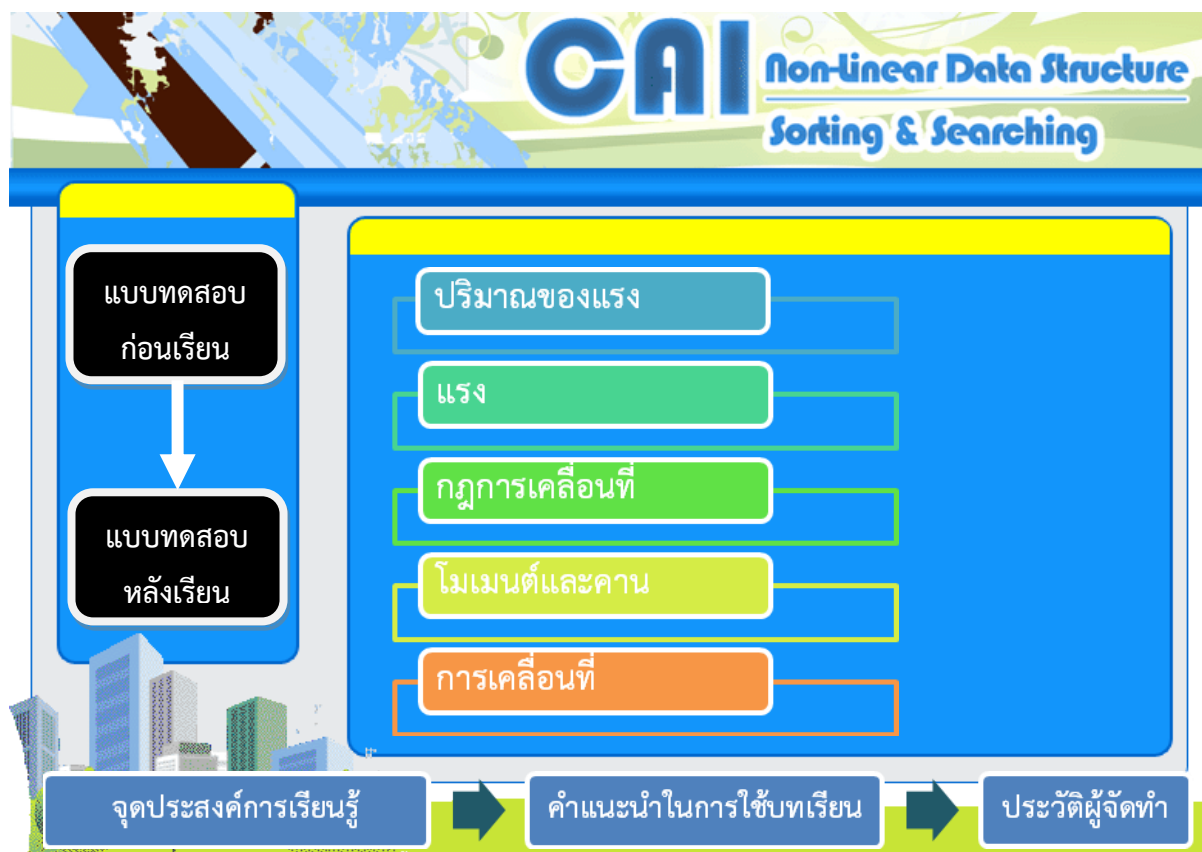 CAI
Non-Linear Data Structure
Sorting & Searching
แบบทดสอบ
ก่อนเรียน
แบบทดสอบ
หลังเรียน
ปริมาณของแรง
แรง
กฎการเคลื่อนที่
โมเมนต์และคาน
การเคลื่อนที่
จุดประสงค์การเรียนรู้
คำแนะนำในการใช้บทเรียน
ประวัติผู้จัดทำ